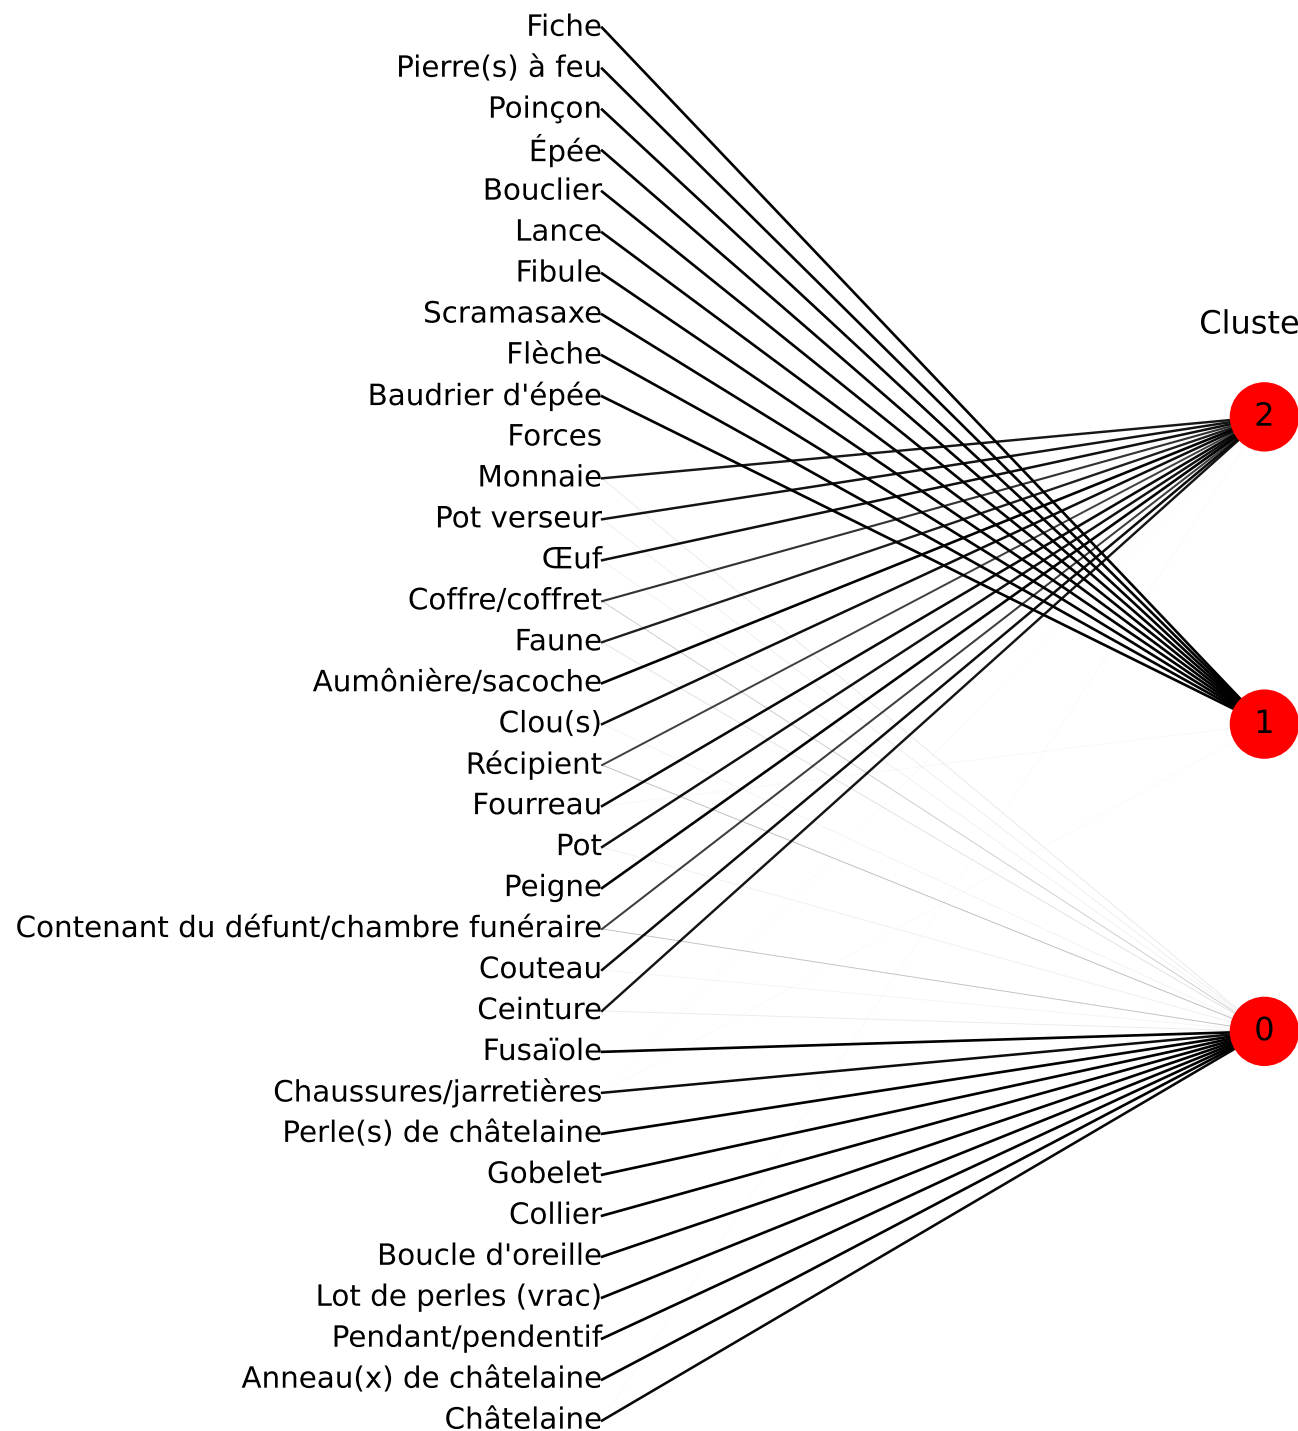 Fiche
Pierre(s) à feu
Poinçon
Épée
Bouclier
Lance
Fibule
Scramasaxe
Flèche
Baudrier d'épée
Forces
Monnaie
Pot verseur
Œuf
Coffre/coffret
Faune
Aumônière/sacoche
Clou(s)
Récipient
Fourreau
Pot
Peigne
Contenant du défunt/chambre funéraire
Couteau
Ceinture
Fusaïole
Chaussures/jarretières
Perle(s) de châtelaine
Gobelet
Collier
Boucle d'oreille
Lot de perles (vrac)
Pendant/pendentif
Anneau(x) de châtelaine
Châtelaine
Cluste
2
1
0